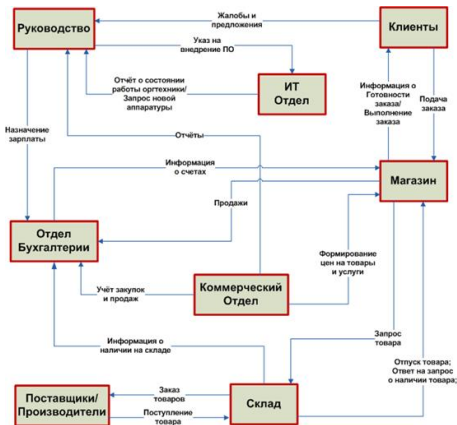 Руководство
Жалобы и
предложения
Клиенты
Указ на
внедрение ПО
Отчёт о состоянии
работы оргтехники/
Запрос новой
аппаратуры
ИТ
Отдел
Информация о
Готовности
заказа/
Выполнение
заказа
Подача
заказа
Назначение
зарплаты
Отчёты
Информация
о счетах
Магазин
Продажи
Отдел
Бухгалтерии
Формирование
цен на товары
и услуги
Учёт закупок
и продаж
Коммерческий
Отдел
Информация о
наличии на складе
Запрос
товара
Отпуск товара;
Ответ на запрос
о наличии товара;
Поставщики/
Производители
Заказ
товаров
Поступление
товара
Склад